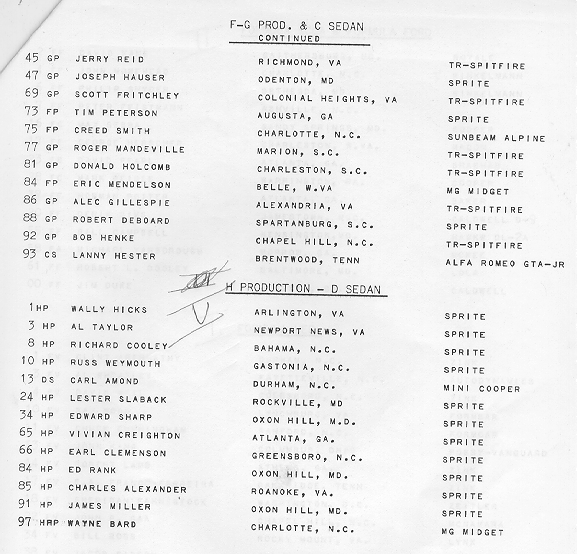 F-G PROD. & C SEDAN
CONTINUED
45 GP JERRY REID RICHMOND, VA TR-SPITFIRE
47 GP JOSEPH HAUSER ODENTON, MD SPRITE
69 GP SCOTT FRITCHLEY COLONIAL HEIGHTS, VA TR-SPITFIRE
73 FP TIM PETERSON AUGUSTA, GA SPRITE
75 FP CREED SMITH CHARLOTTE, N.C. SUNBEAM ALPINE
77 GP ROGER MANDEVILLE MARION, S.C. TR-SPITFIRE
81 GP DONALD HOLCOMB CHARLESTON, S.C. TR-SPITFIRE
84 FP ERIC MENDELSON BELLE, W.VA MG MIDGET
86 GP ALEC GILLESPIE ALEXANDRIA, VA TR-SPITFIRE
88 GP ROBERT DEBOARD SPARTANBURG, S.C. SPRITE
92 GP BOB HENKE CHAPEL HILL, N.C. TR-SPITFIRE
93 CS LANNY HESTER BRENTWOOD, TENN ALFA ROMEO GTA-JR
H PRODUCTION - D SEDAN
1 HP WALLY HICKS ARLINGTON, VA SPRITE
3 HP AL TAYLOR NEWPORT NEWS, VA SPRITE
8 HP RICHARD COOLEY BAHAMA, N.C. SPRITE
10 HP RUSS WEYMOUTH GASTONIA, N.C. SPRITE
13 DS CARL AMOND DURHAM, N.C. MINI COOPER
24 HP LESTER SLABACK ROCKVILLE, MD SPRITE
34 HP EDWARD SHARP OXON HILL, M.D. SPRITE
65 HP VIVIAN CREIGHTON ATLANTA, GA. SPRITE
66 HP EARL CLEMENSON GREENSBORO, N.C. SPRITE
84 HP ED RANK OXON HILL, MD. SPRITE
85 HP CHARLES ALEXANDER ROANOKE, VA. SPRITE
91 HP JAMES MILLER OXON HILL, MD. SPRITE
97 HRP WAYNE BARD CHARLOTTE, N.C. MG MIDGET